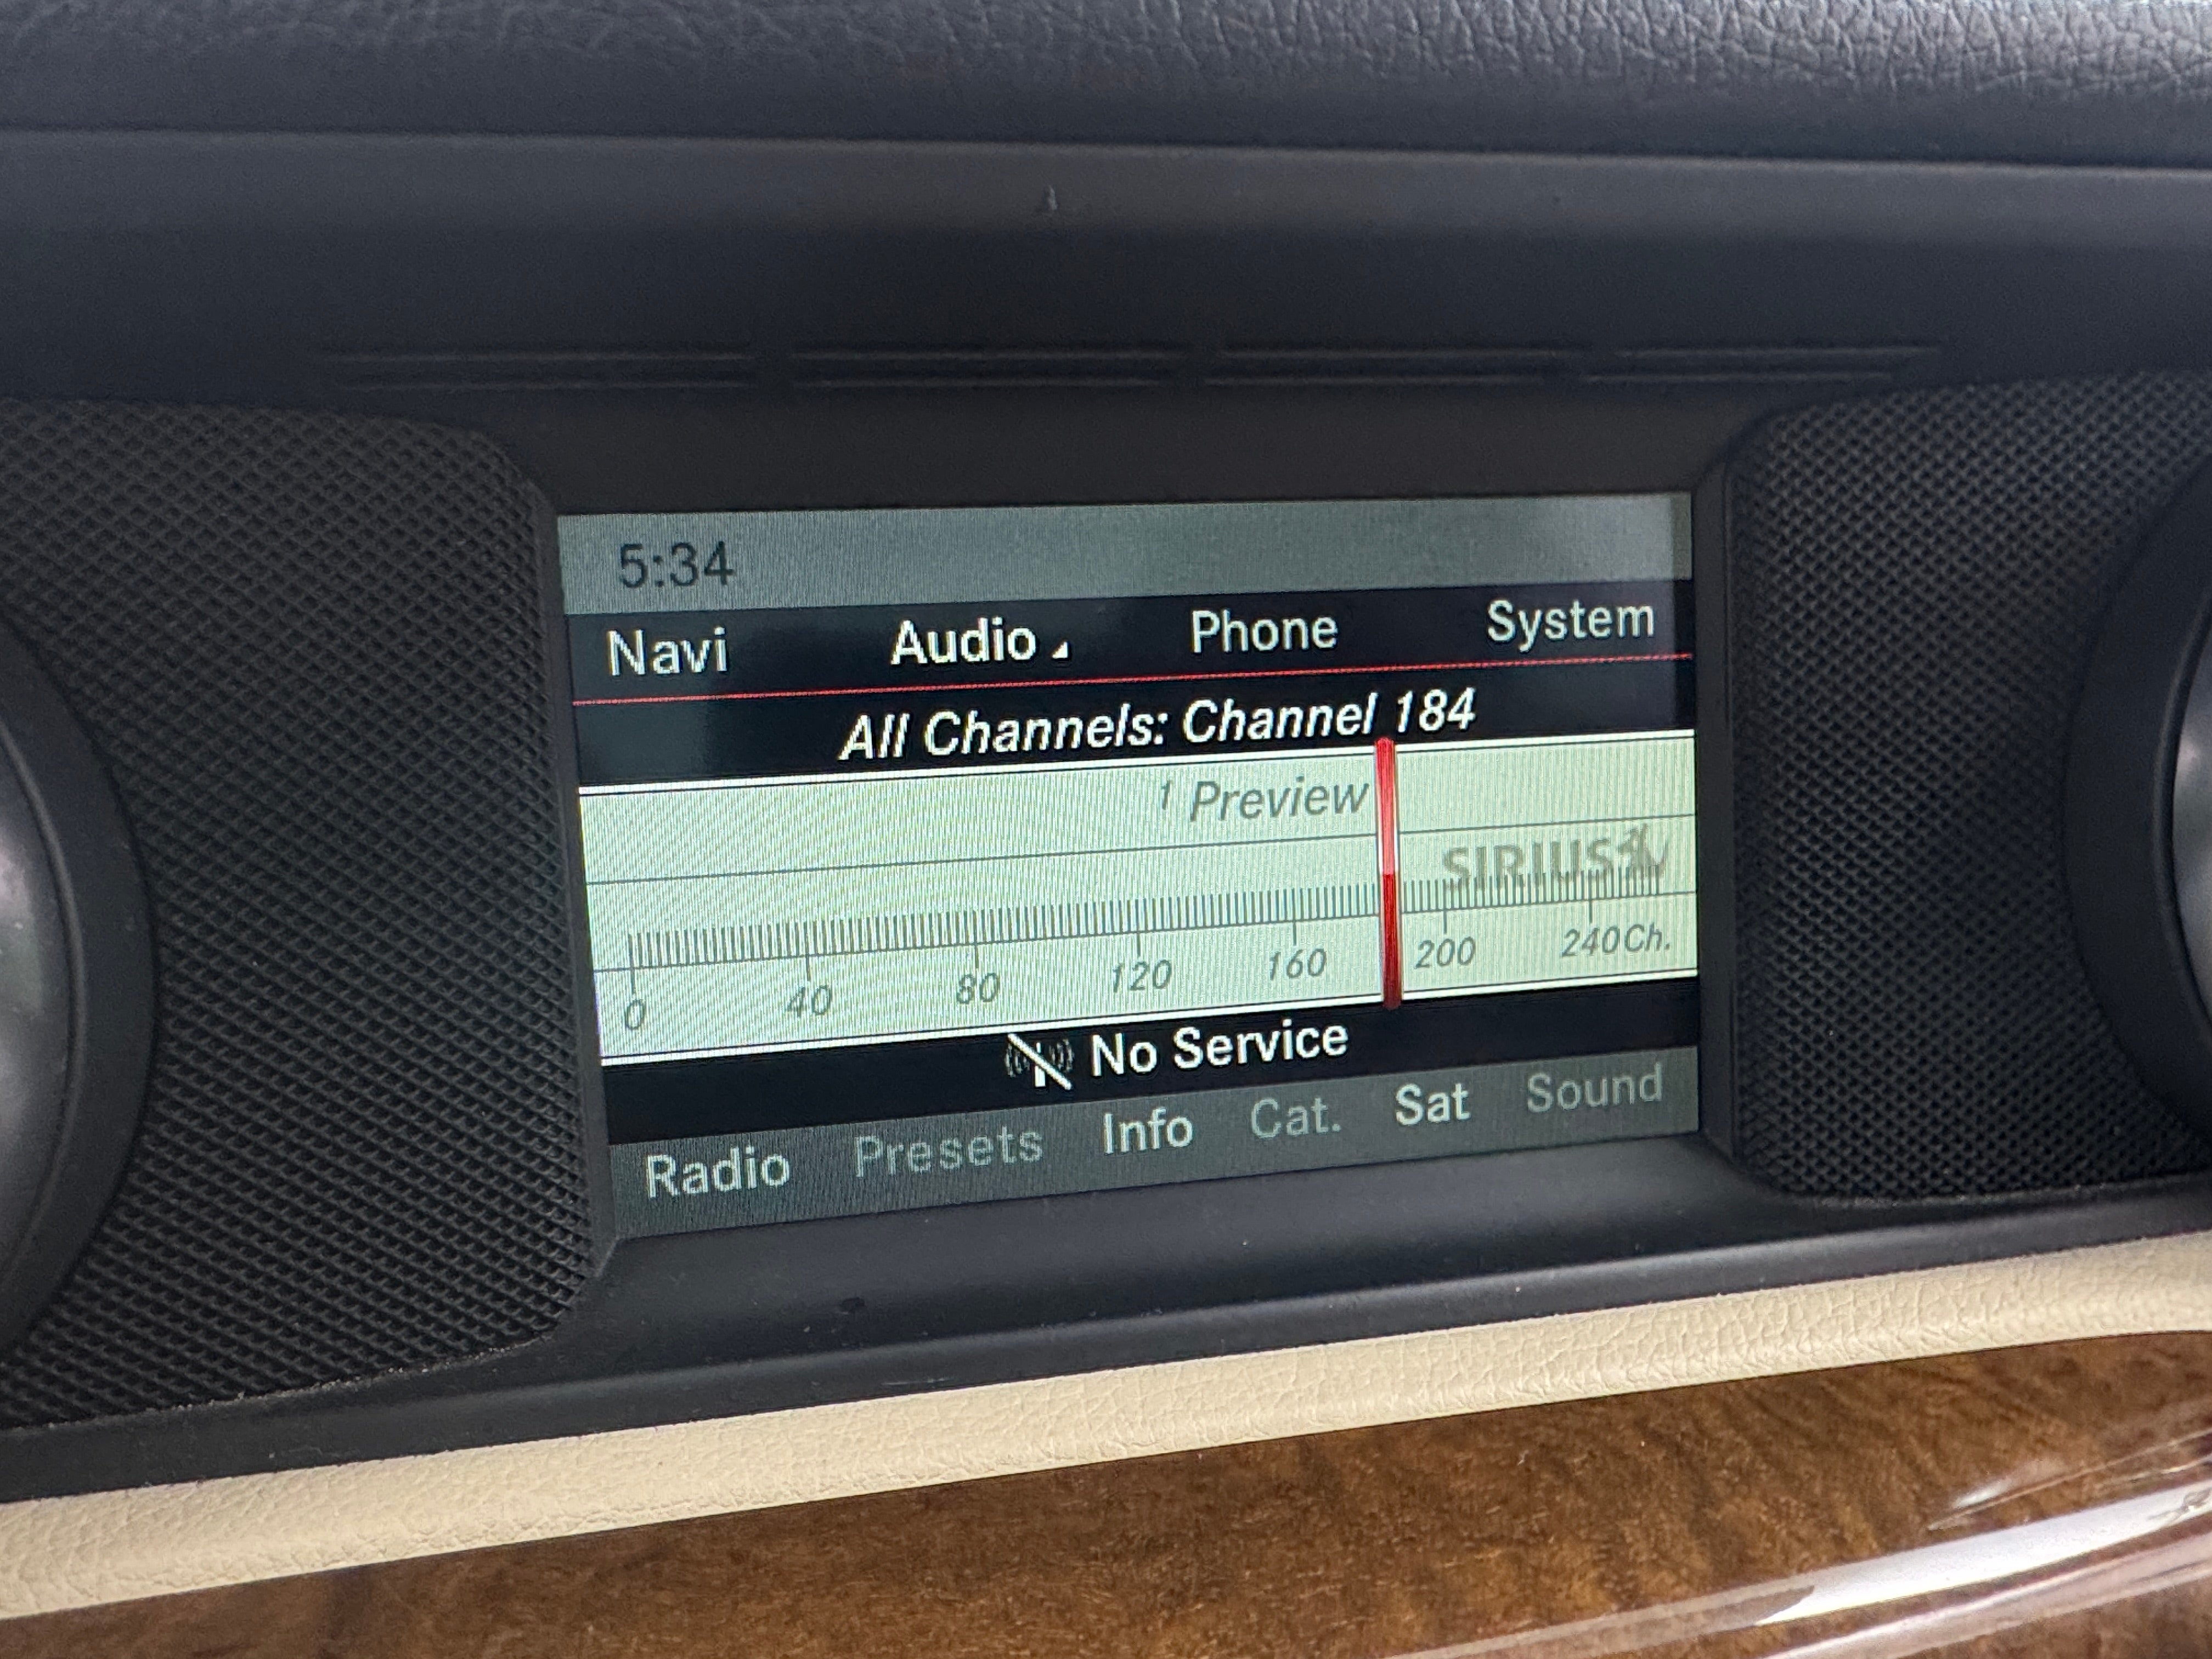 5:34
Navi Audio Phone System
All Channels: Channel 184
1 Preview
SIRIUS
0 40 80 120 160 200 240Ch.
No Service
Radio Presets Info Cat. Sat Sound